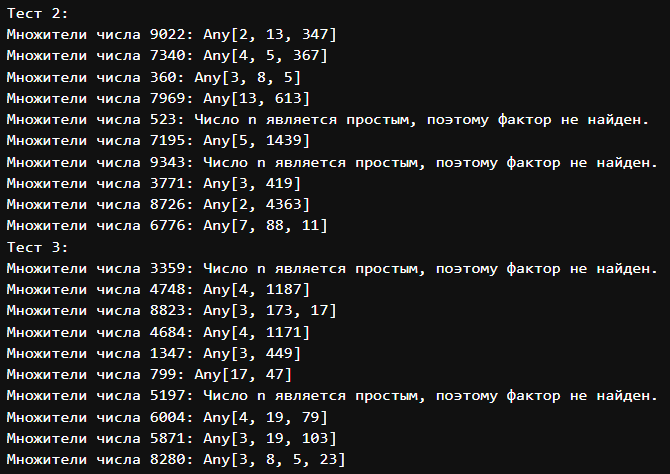 Тест 2:
Множители числа 9022: Any[2, 13, 347]
Множители числа 7340: Any[4, 5, 367]
Множители числа 360: Any[3, 8, 5]
Множители числа 7969: Any[13, 613]
Множители числа 523: Число n является простым, поэтому фактор не найден.
Множители числа 7195: Any[5, 1439]
Множители числа 9343: Число n является простым, поэтому фактор не найден.
Множители числа 3771: Any[3, 419]
Множители числа 8726: Any[2, 4363]
Множители числа 6776: Any[7, 88, 11]
Тест 3:
Множители числа 3359: Число n является простым, поэтому фактор не найден.
Множители числа 4748: Any[4, 1187]
Множители числа 8823: Any[3, 173, 17]
Множители числа 4684: Any[4, 1171]
Множители числа 1347: Any[3, 449]
Множители числа 799: Any[17, 47]
Множители числа 5197: Число n является простым, поэтому фактор не найден.
Множители числа 6004: Any[4, 19, 79]
Множители числа 5871: Any[3, 19, 103]
Множители числа 8280: Any[3, 8, 5, 23]